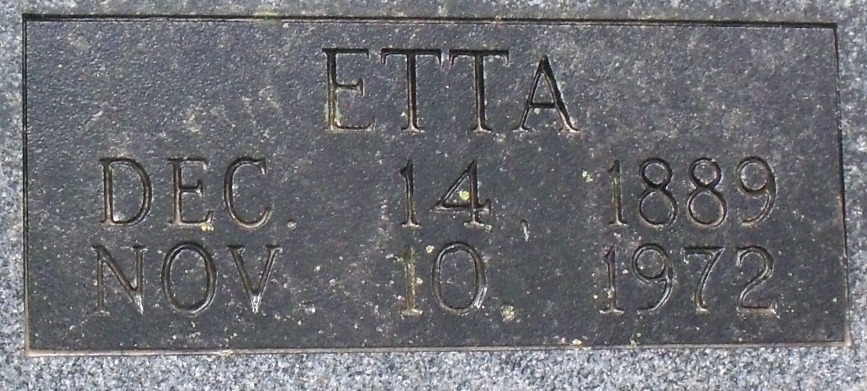 ETTA
DEC. 14, 1889
NOV 10, 1972